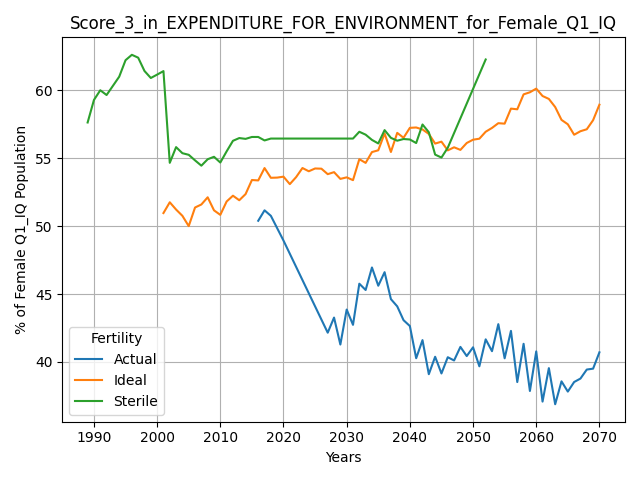 Score_3_in_EXPENDITURE_FOR_ENVIRONMENT_for_Female_Q1_IQ
% of Female Q1_IQ Population
60
55
50
45
40
Fertility
Actual
Ideal
Sterile
1990 2000 2010 2020 2030 2040 2050 2060 2070
Years